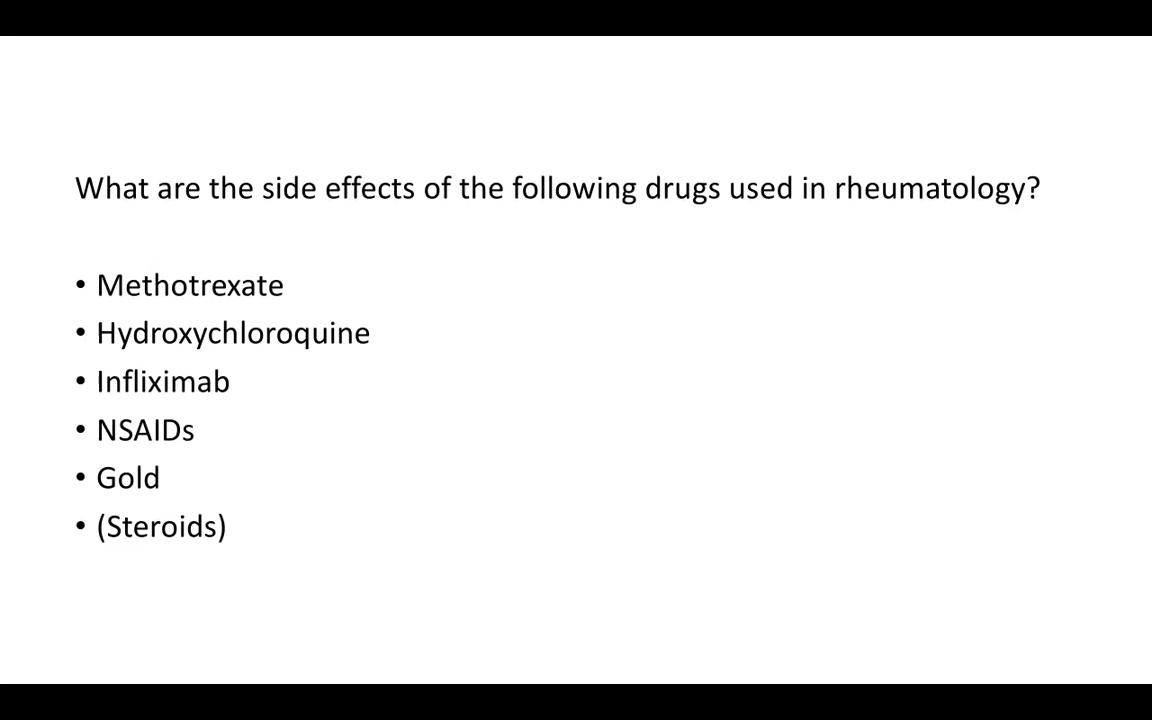 What are the side effects of the following drugs used in rheumatology?
• Methotrexate
• Hydroxychloroquine
• Infliximab
• NSAIDs
• Gold
• (Steroids)